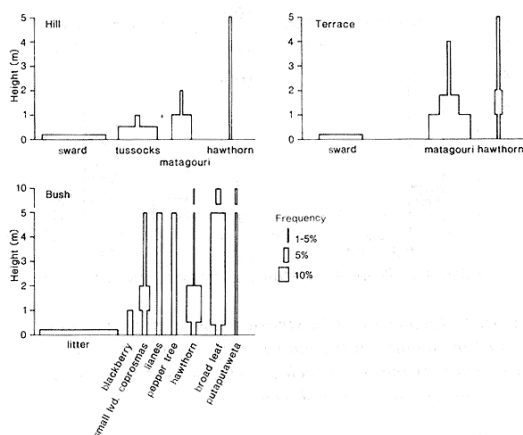 Hill
Height (m)
5
4
3
2
1
0
sward
tussocks
matagouri
hawthorn
Terrace
5
4
3
2
1
0
sward
matagouri
hawthorn
Bush
Height (m)
10
5
4
3
2
1
0
litter
blackberry
small lvd. coprosmas
lianes
pepper tree
hawthorn
broad leaf
putaputaweta
Frequency
1-5%
5%
10%